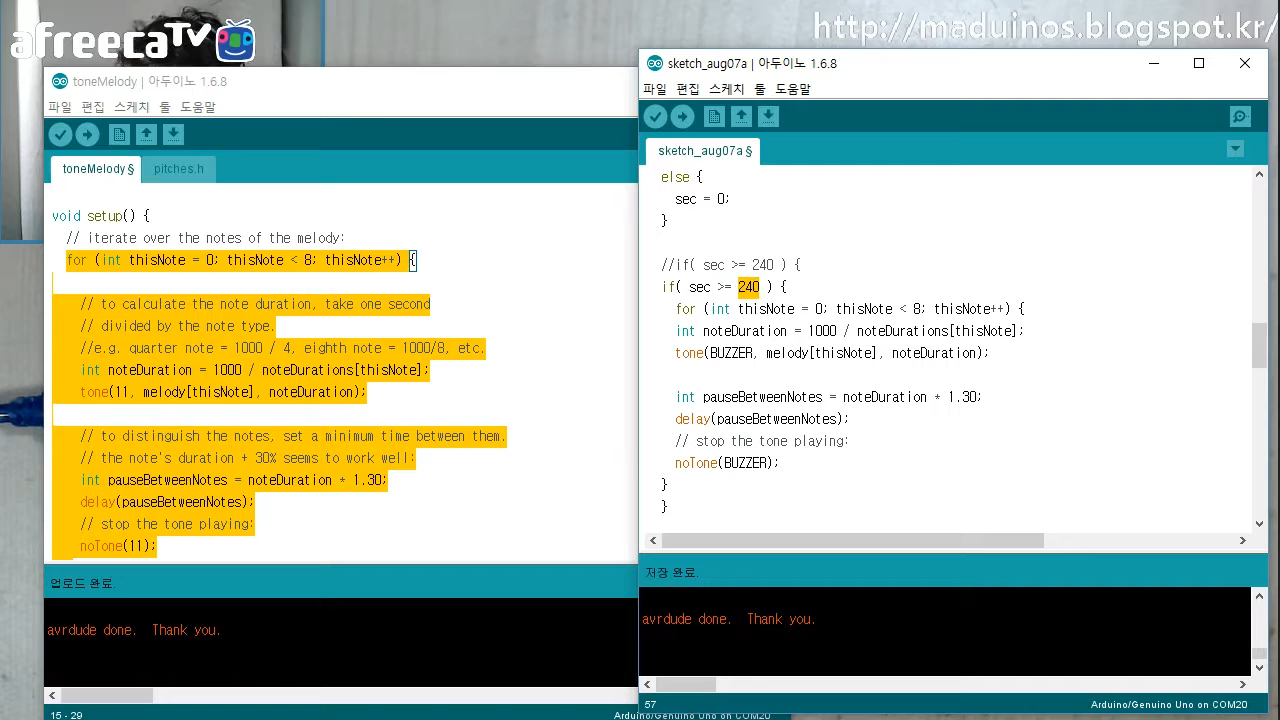 afreecaTV
http://maduinos.blogspot.kr/
toneMelody | 아두이노 1.6.8
파일 편집 스케치 툴 도움말
toneMelody §
pitches.h
void setup() {
// iterate over the notes of the melody:
for (int thisNote = 0; thisNote < 8; thisNote++) {
// to calculate the note duration, take one second
// divided by the note type.
//e.g. quarter note = 1000 / 4, eighth note = 1000/8, etc.
int noteDuration = 1000 / noteDurations[thisNote];
tone(11, melody[thisNote], noteDuration);
// to distinguish the notes, set a minimum time between them.
// the note's duration + 30% seems to work well:
int pauseBetweenNotes = noteDuration * 1.30;
delay(pauseBetweenNotes);
// stop the tone playing:
noTone(11);
업로드 완료.
avrdude done.  Thank you.
15 - 29
Arduino/Genuino Uno on COM20
sketch_aug07a | 아두이노 1.6.8
파일 편집 스케치 툴 도움말
sketch_aug07a §
else {
sec = 0;
}
//if( sec >= 240 ) {
if( sec >= 240 ) {
for (int thisNote = 0; thisNote < 8; thisNote++) {
int noteDuration = 1000 / noteDurations[thisNote];
tone(BUZZER, melody[thisNote], noteDuration);
int pauseBetweenNotes = noteDuration * 1.30;
delay(pauseBetweenNotes);
// stop the tone playing:
noTone(BUZZER);
}
}
저장 완료.
avrdude done.  Thank you.
57
Arduino/Genuino Uno on COM20